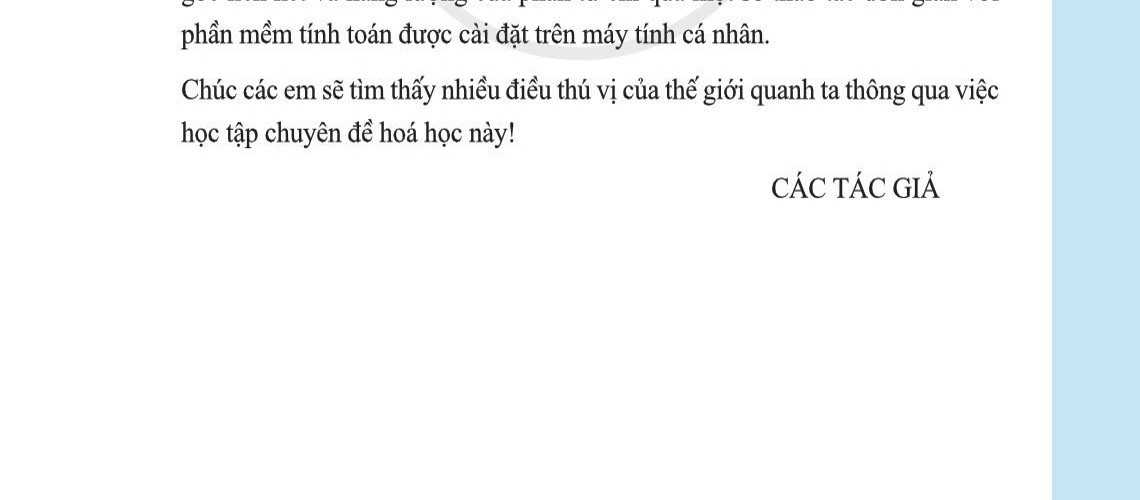 phần mềm tính toán được cài đặt trên máy tính cá nhân.
Chúc các em sẽ tìm thấy nhiều điều thú vị của thế giới quanh ta thông qua việc
học tập chuyên đề hoá học này!
CÁC TÁC GIẢ